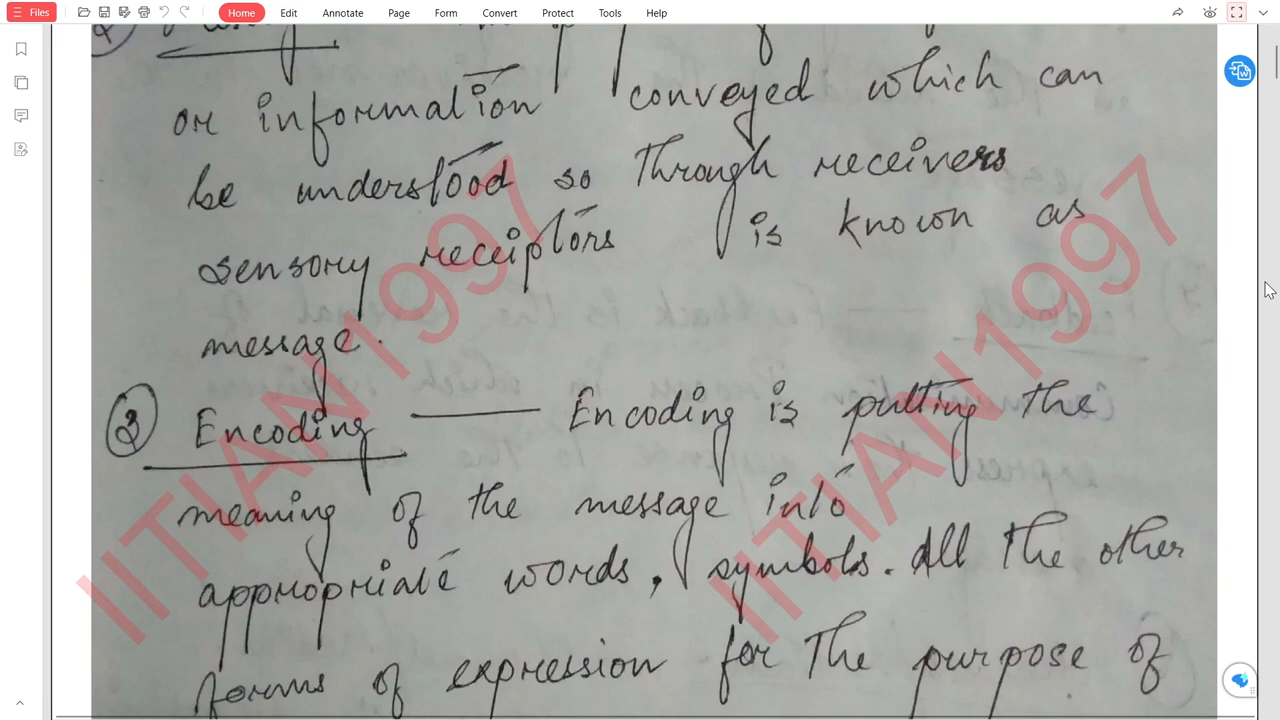 Files
Home
Edit
Annotate
Page
Form
Convert
Protect
Tools
Help
or information conveyed which can
be understood so through receivers
sensory receiptors is known as
message.
3 Encoding — Encoding is putting the
meaning of the message into
appropriate words, symbols. All the other
forms of expression for the purpose of
IITIAN1997
IITIAN1997